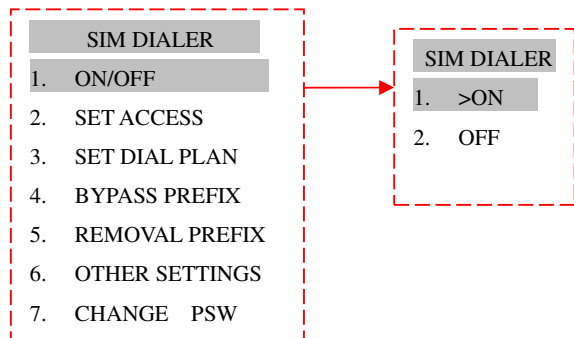 SIM DIALER
1. ON/OFF
2. SET ACCESS
3. SET DIAL PLAN
4. BYPASS PREFIX
5. REMOVAL PREFIX
6. OTHER SETTINGS
7. CHANGE PSW
SIM DIALER
1. >ON
2. OFF